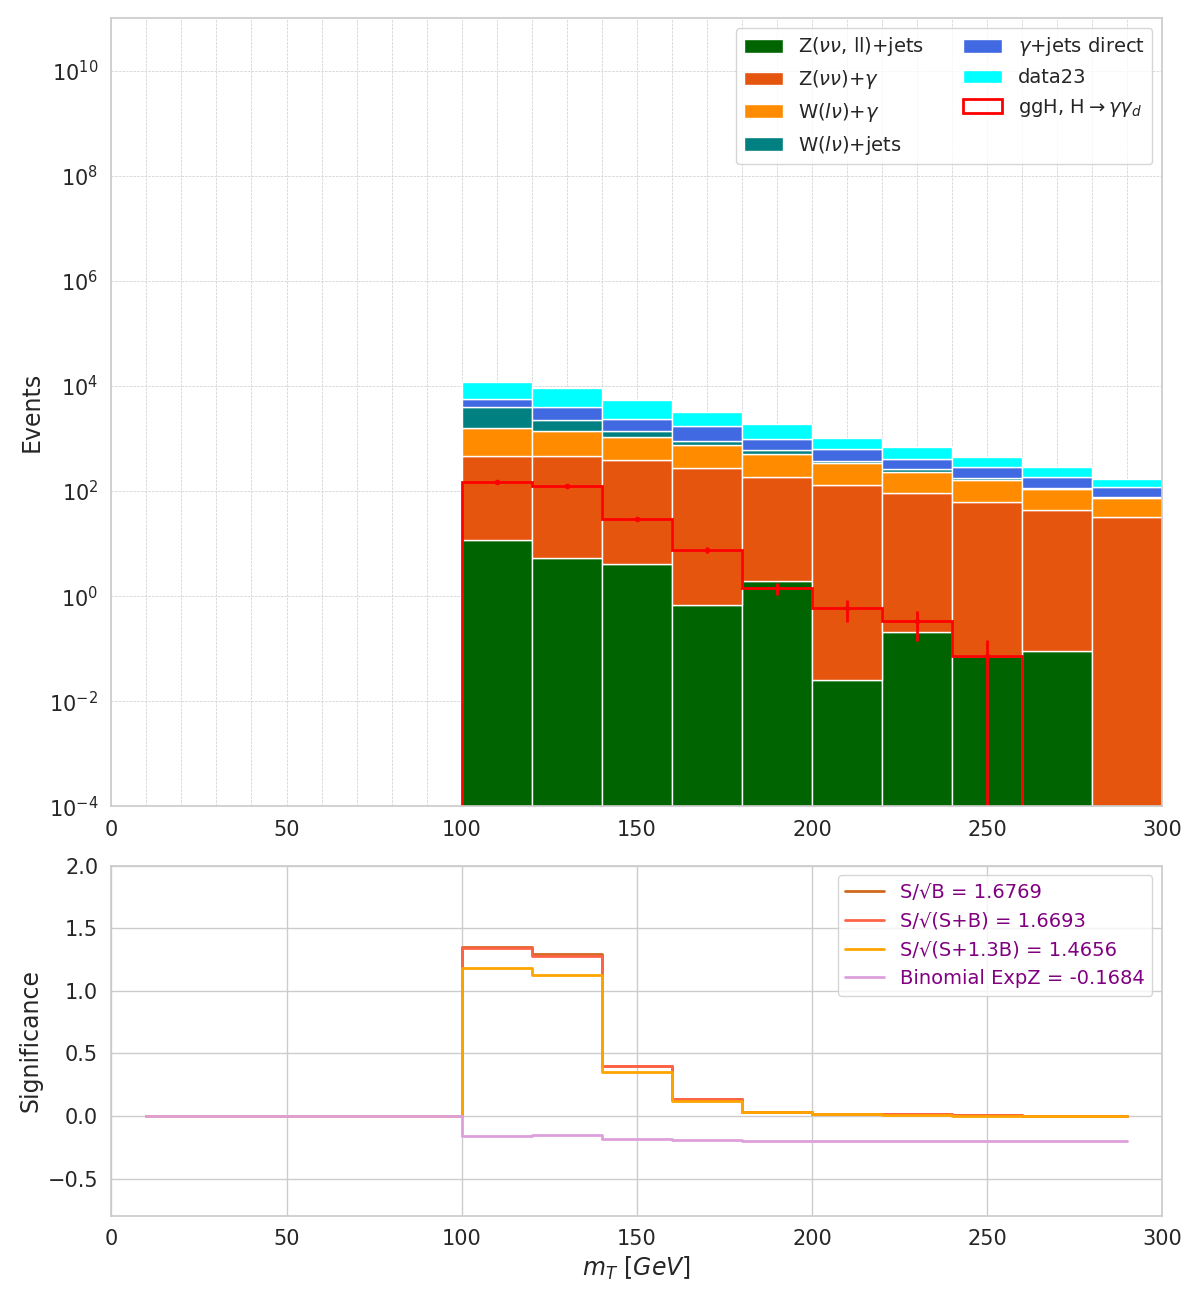 Z(νν, ll)+jets
Z(νν)+γ
W(lν)+γ
W(lν)+jets
γ+jets direct
data23
ggH, H→γγ_d
Events
10^10
10^8
10^6
10^4
10^2
10^0
10^−2
10^−4
0 50 100 150 200 250 300
S/√B = 1.6769
S/√(S+B) = 1.6693
S/√(S+1.3B) = 1.4656
Binomial ExpZ = -0.1684
Significance
2.0
1.5
1.0
0.5
0.0
−0.5
0 50 100 150 200 250 300
m_T [GeV]